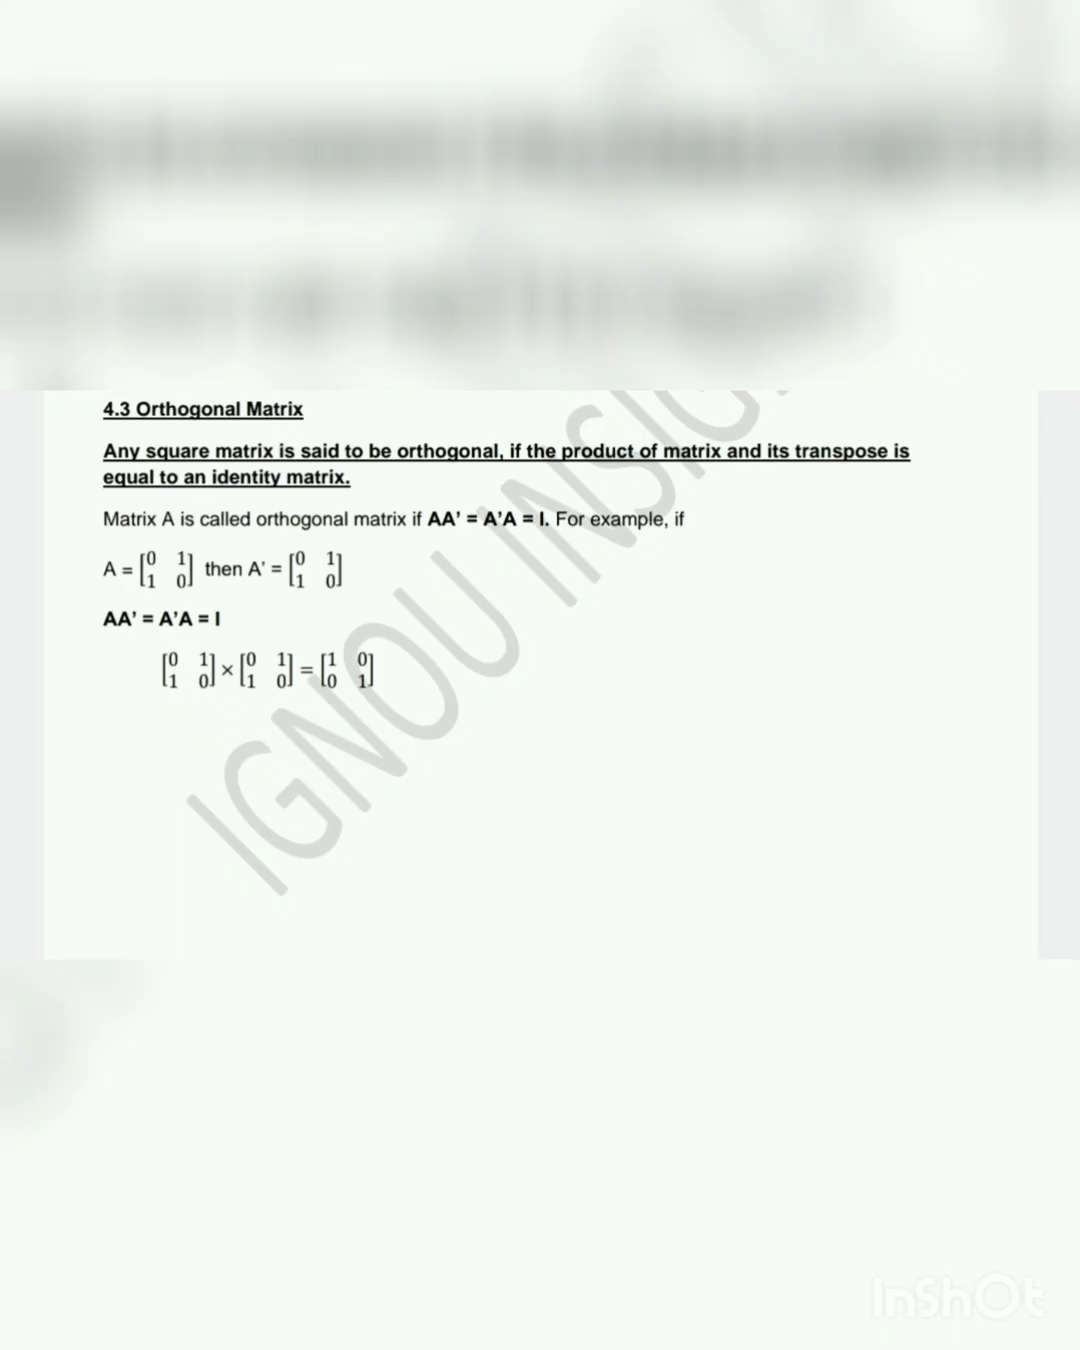 4.3 Orthogonal Matrix
Any square matrix is said to be orthogonal, if the product of matrix and its transpose is
equal to an identity matrix.
Matrix A is called orthogonal matrix if AA' = A'A = I. For example, if
A = [0 1 1 0] then A' = [0 1 1 0]
AA' = A'A = I
[0 1 1 0] × [0 1 1 0] = [1 0 0 1]
IGNOU
InShOt